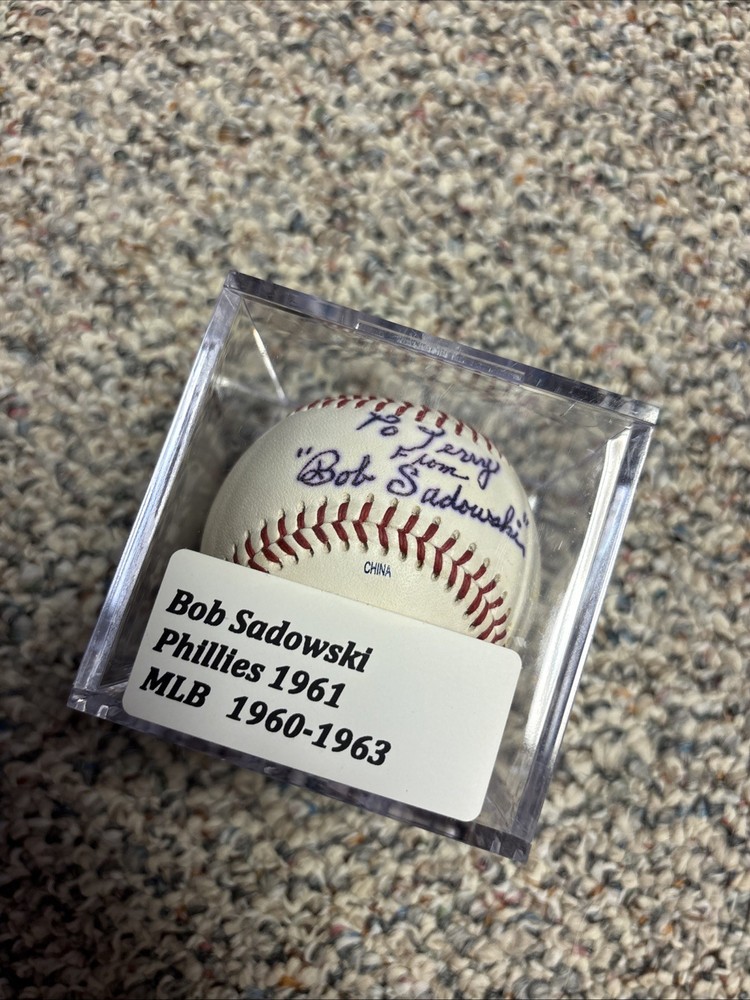 To Jerry
From
"Bob Sadowski"
CHINA
Bob Sadowski
Phillies 1961
MLB 1960-1963